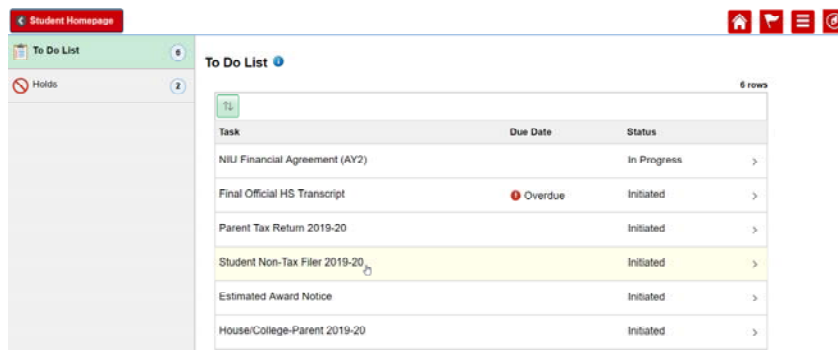 Student Homepage
To Do List 6
Holds 2
To Do List
6 rows
Task Due Date Status
NIU Financial Agreement (AY2) In Progress
Final Official HS Transcript Overdue Initiated
Parent Tax Return 2019-20 Initiated
Student Non-Tax Filer 2019-20 Initiated
Estimated Award Notice Initiated
House/College-Parent 2019-20 Initiated